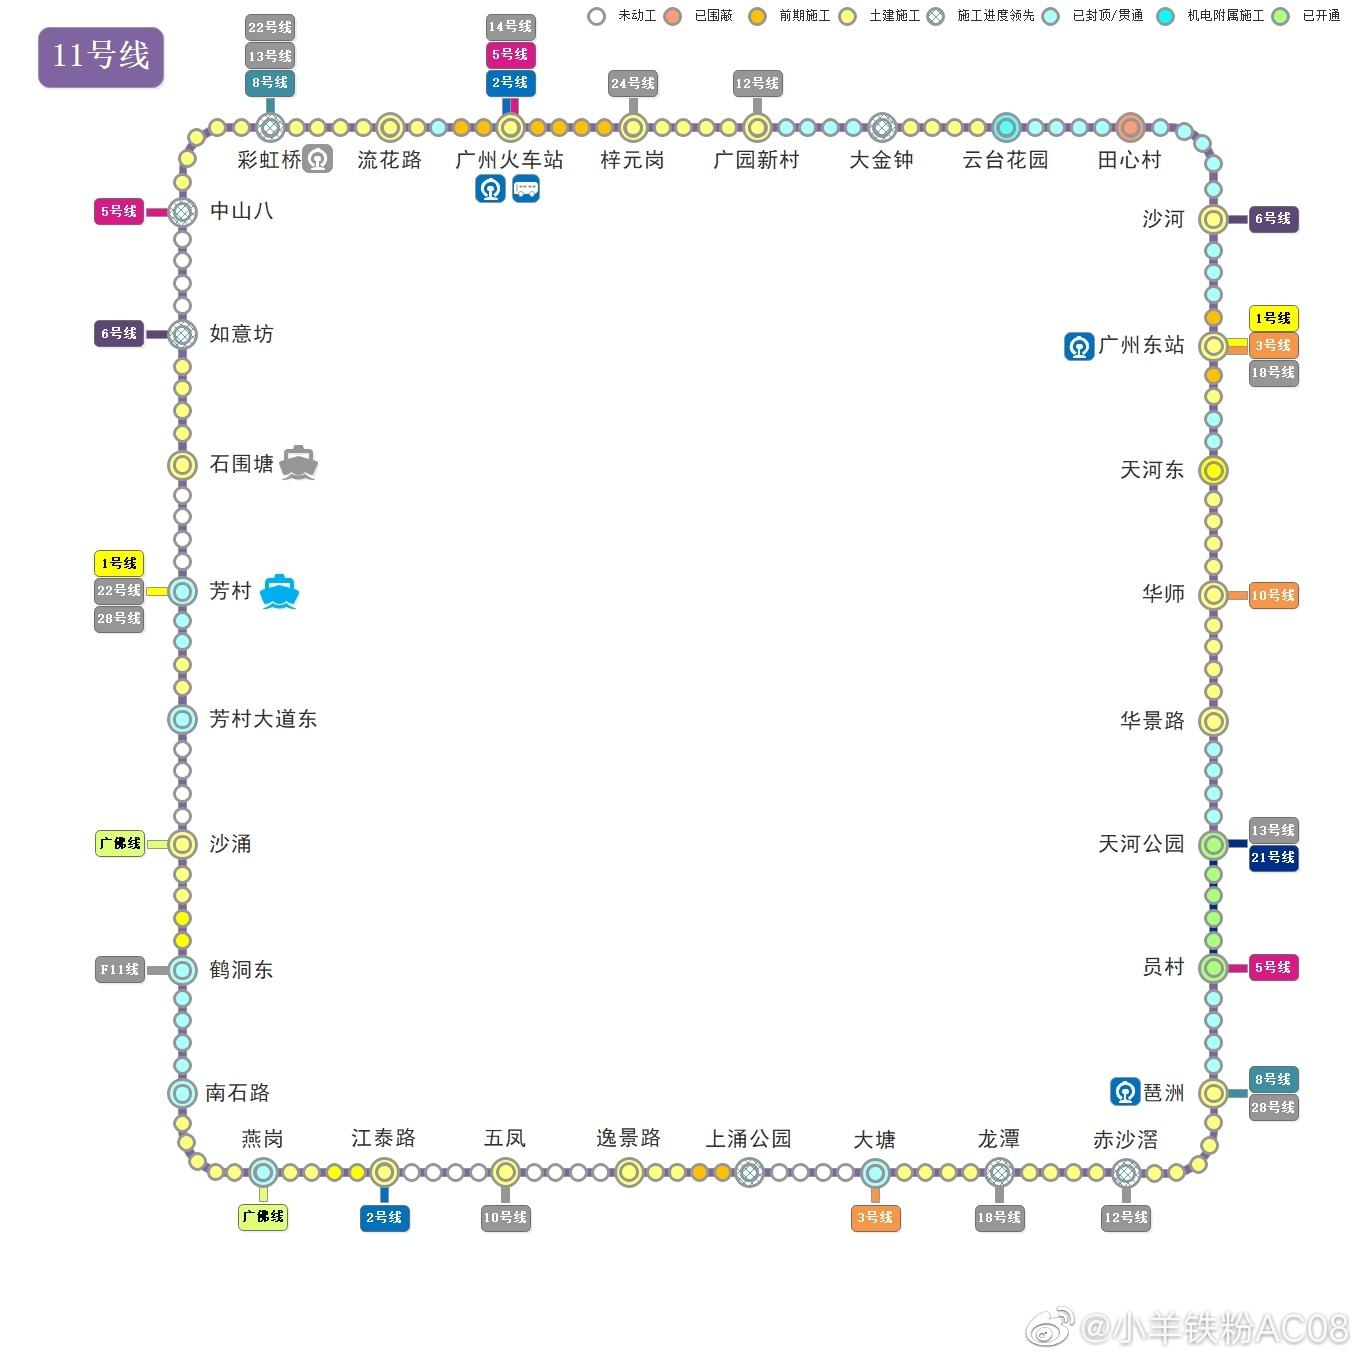 11号线
未动工
已围蔽
前期施工
土建施工
施工进度领先
已封顶/贯通
机电附属施工
已开通
22号线
13号线
8号线
14号线
5号线
2号线
24号线
12号线
彩虹桥
流花路
广州火车站
梓元岗
广园新村
大金钟
云台花园
田心村
5号线
中山八
沙河
6号线
6号线
如意坊
广州东站
1号线
3号线
18号线
石围塘
天河东
1号线
22号线
28号线
芳村
华师
10号线
芳村大道东
华景路
广佛线
沙涌
天河公园
13号线
21号线
F11线
鹤洞东
员村
5号线
南石路
琶洲
8号线
28号线
燕岗
江泰路
五凤
逸景路
上涌公园
大塘
龙潭
赤沙滘
广佛线
2号线
10号线
3号线
18号线
12号线
@小羊铁粉AC08